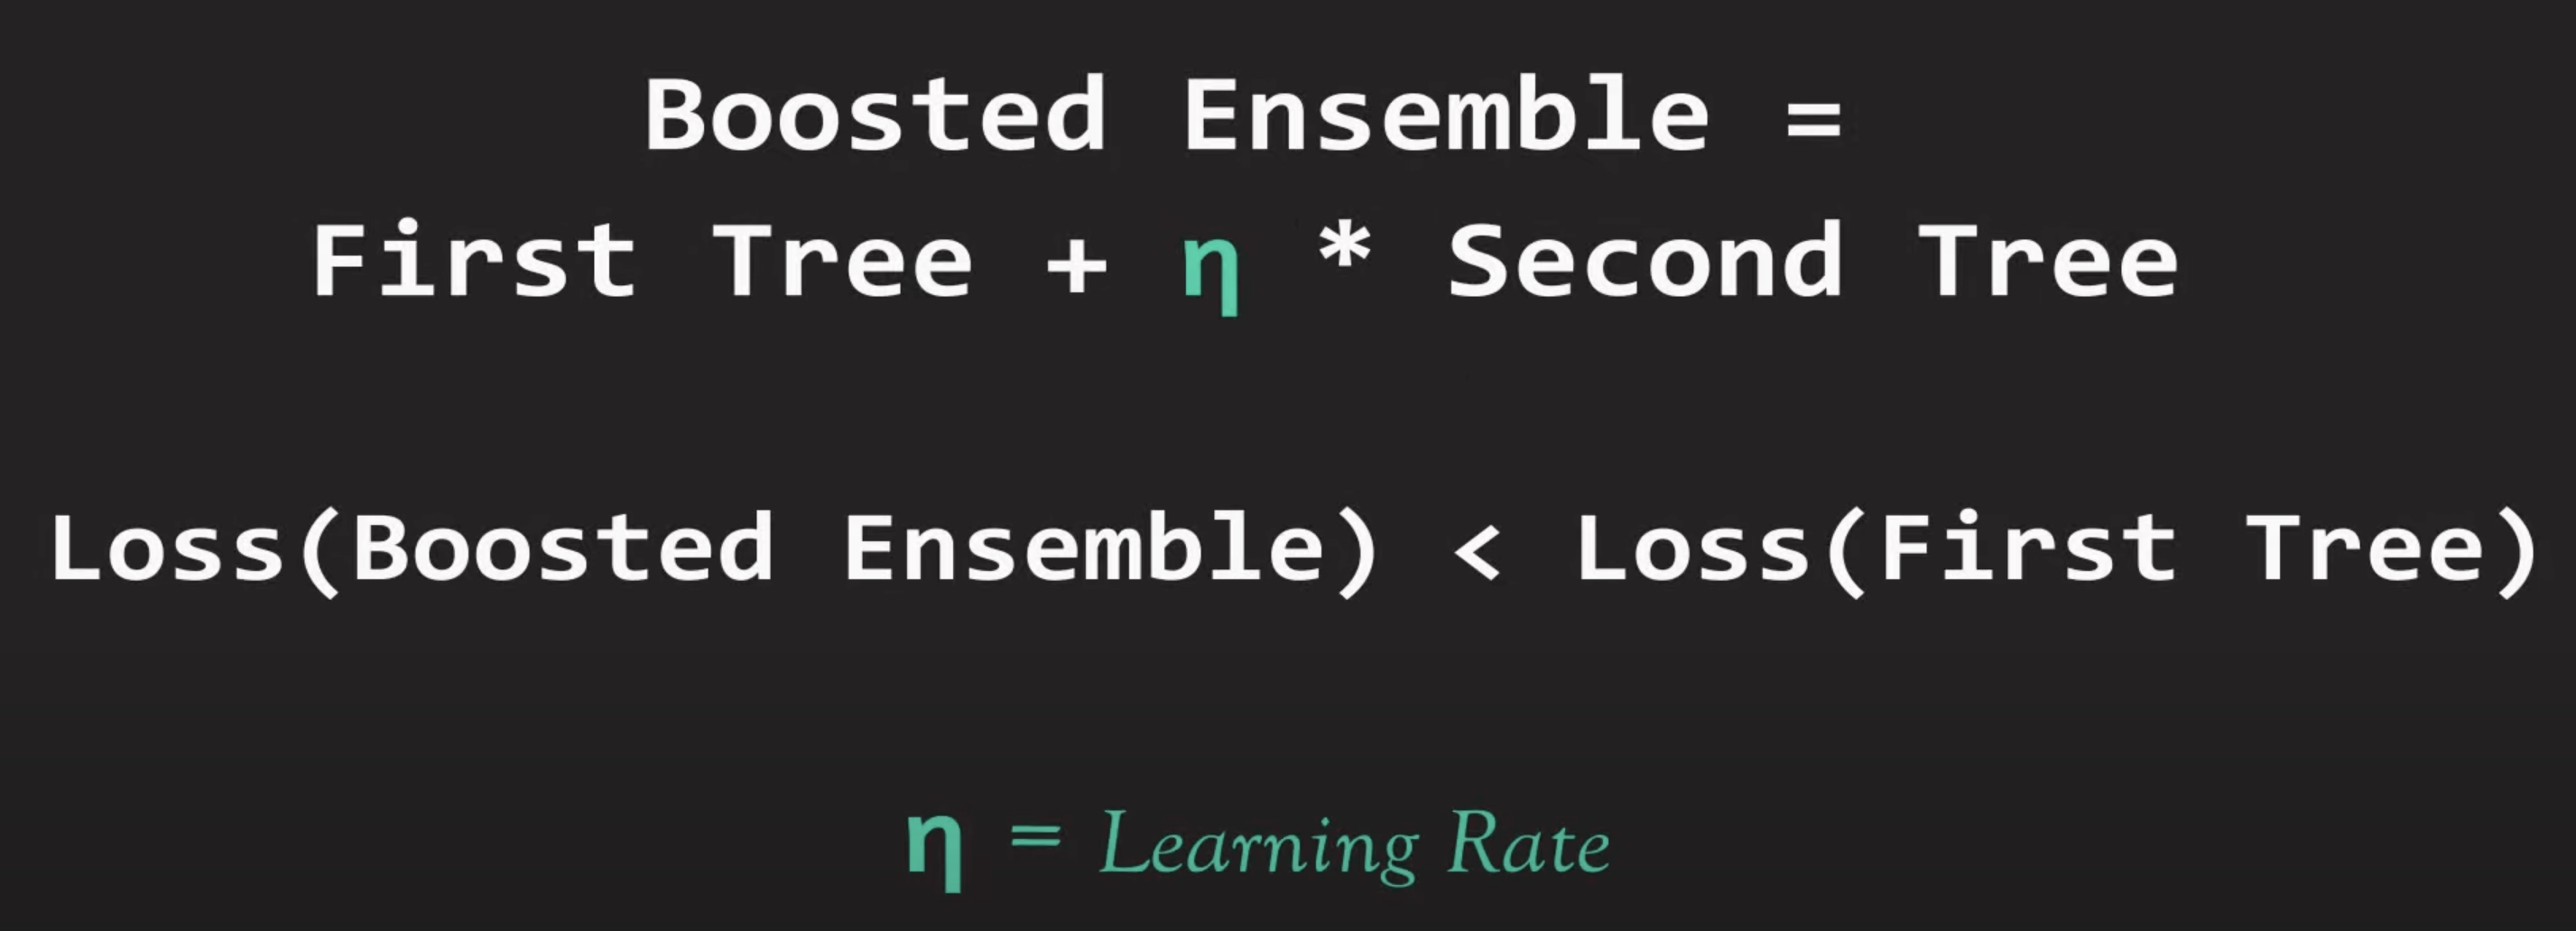 Boosted Ensemble =
First Tree + η * Second Tree
Loss(Boosted Ensemble) < Loss(First Tree)
η = Learning Rate